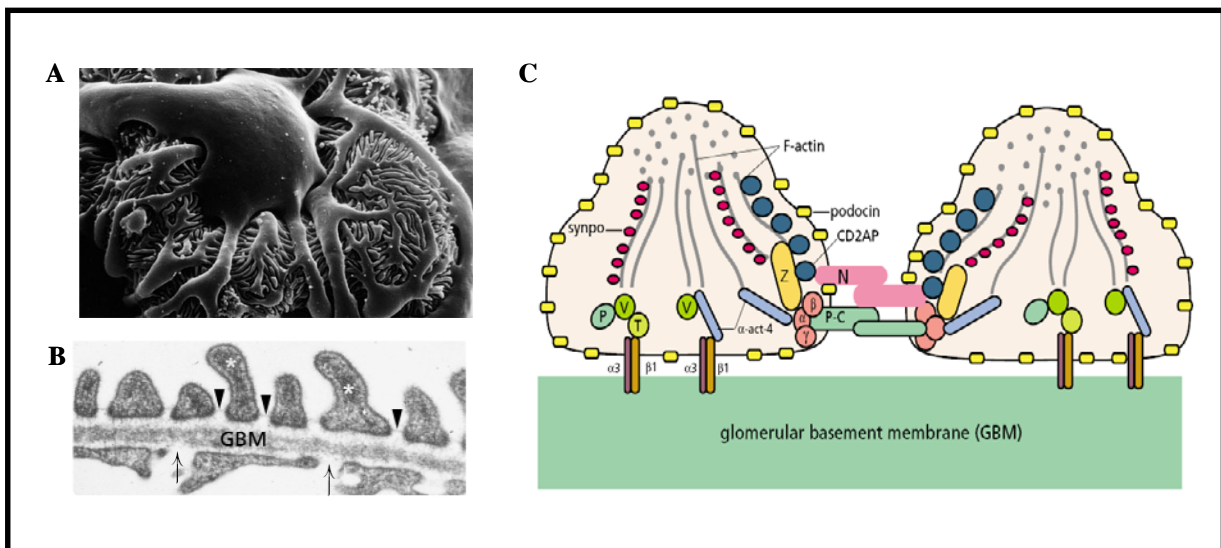 A
B
GBM
*
*
C
F-actin
podocin
CD2AP
synpo
N
Z
P
V
T
V
α-act-4
β
α
γ
P-C
α3
β1
α3
β1
glomerular basement membrane (GBM)